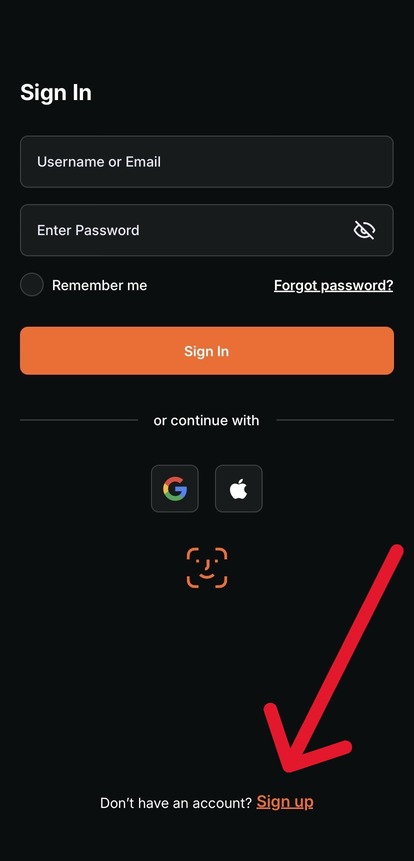 Sign In
Username or Email
Enter Password
Remember me Forgot password?
Sign In
or continue with
Don’t have an account? Sign up